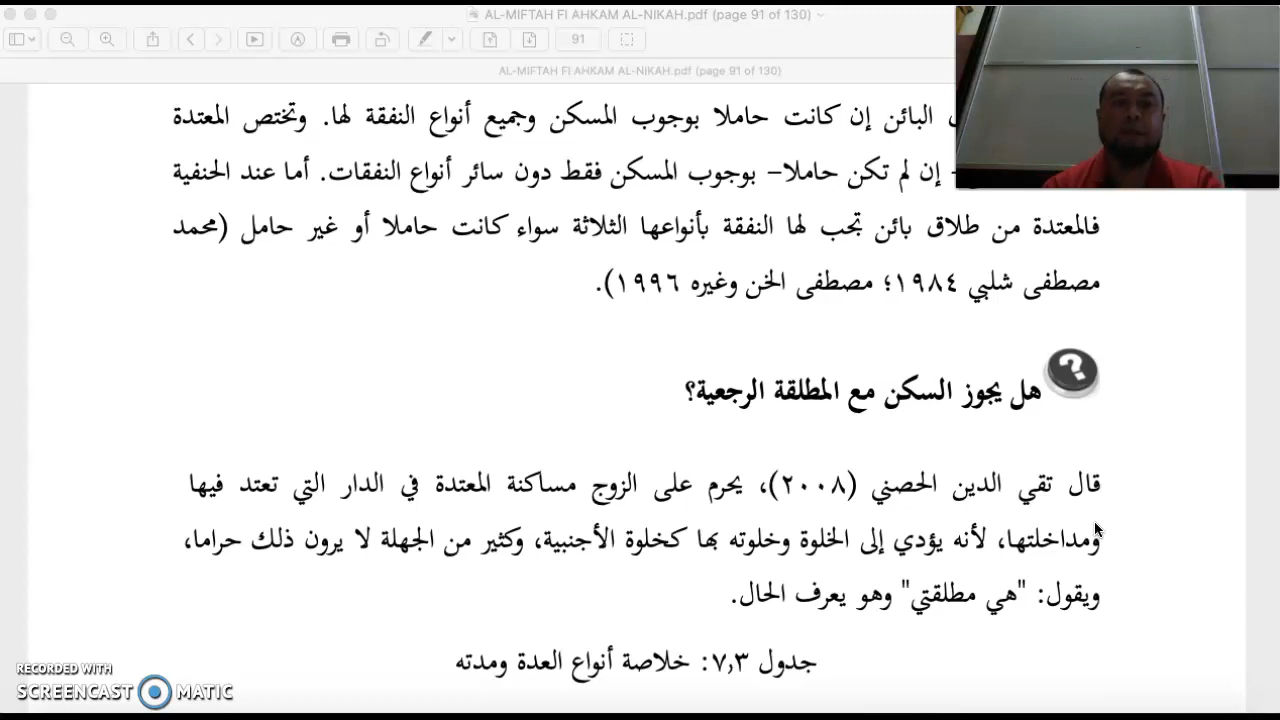 AL-MIFTAH FI AHKAM AL-NIKAH.pdf (page 91 of 130)
91
AL-MIFTAH FI AHKAM AL-NIKAH.pdf (page 91 of 130)
البائن إن كانت حاملا بوجوب المسكن وجميع أنواع النفقة لها. وتختص المعتدة
- إن لم تكن حاملا- بوجوب المسكن فقط دون سائر أنواع النفقات. أما عند الحنفية
فالمعتدة من طلاق بائن تجب لها النفقة بأنواعها الثلاثة سواء كانت حاملا أو غير حامل (محمد
مصطفى شلبي ١٩٨٤؛ مصطفى الخن وغيره ١٩٩٦).
?
هل يجوز السكن مع المطلقة الرجعية؟
قال تقي الدين الحصني (٢٠٠٨)، يحرم على الزوج مساكنة المعتدة في الدار التي تعتد فيها
ومداخلتها، لأنه يؤدي إلى الخلوة وخلوته بها كخلوة الأجنبية، وكثير من الجهلة لا يرون ذلك حراما،
ويقول: "هي مطلقتي" وهو يعرف الحال.
جدول ٧,٣: خلاصة أنواع العدة ومدته
RECORDED WITH
SCREENCAST MATIC